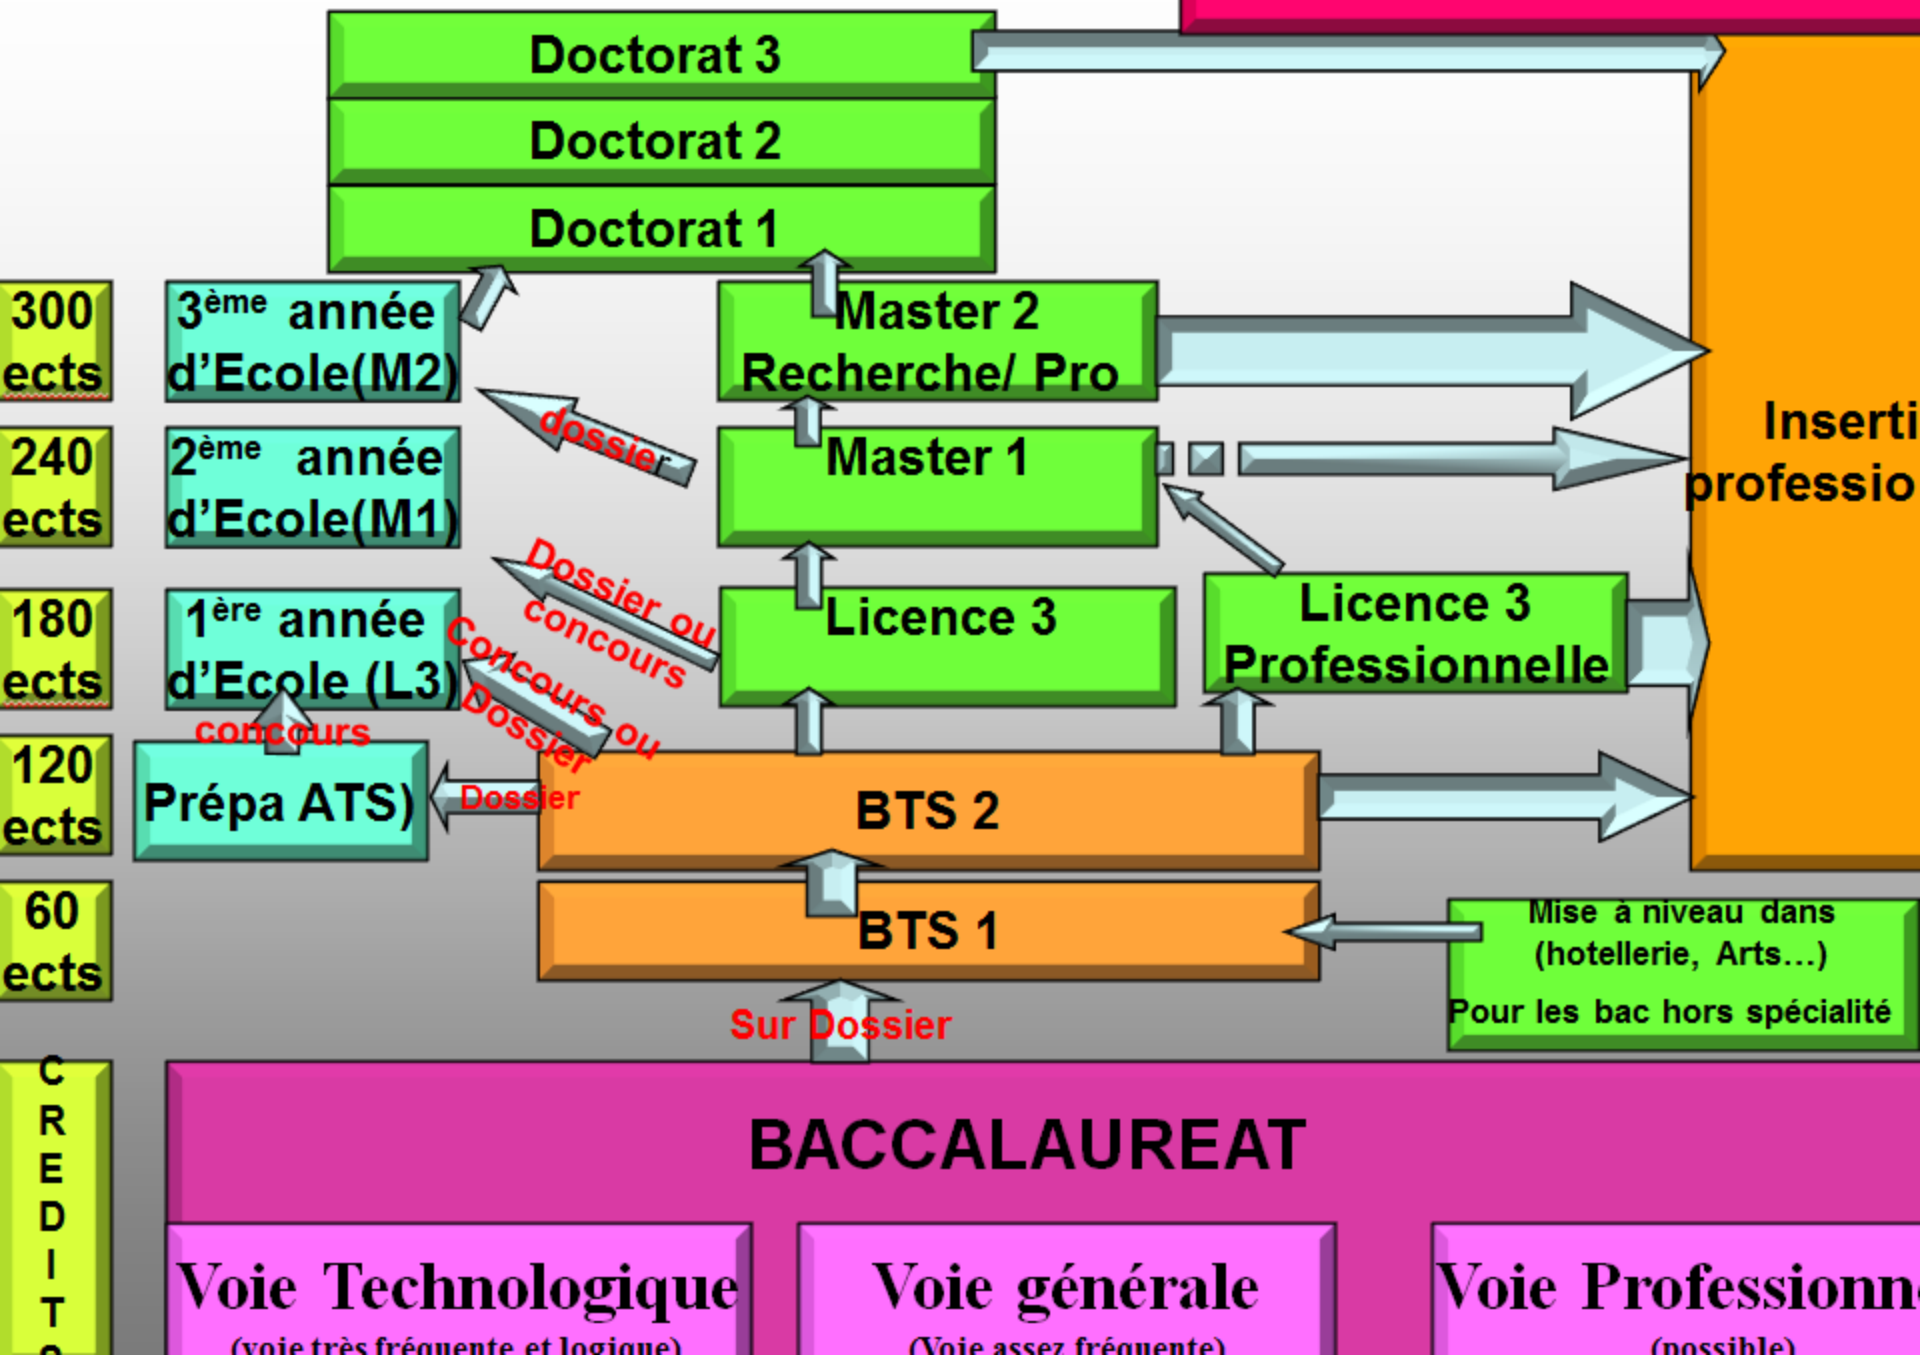 Doctorat 3
Doctorat 2
Doctorat 1
300
ects
3ème année
d’Ecole(M2)
Master 2
Recherche/ Pro
dossier
240
ects
2ème année
d’Ecole(M1)
Master 1
Inserti
professio
Dossier ou
concours
180
ects
1ère année
d’Ecole (L3)
Concours ou
Dossier
Licence 3
Licence 3
Professionnelle
concours
120
ects
Prépa ATS)
Dossier
BTS 2
60
ects
BTS 1
Mise à niveau dans
(hotellerie, Arts...)
Pour les bac hors spécialité
Sur Dossier
C
R
E
D
I
T
BACCALAUREAT
Voie Technologique
(voie très fréquente et logique)
Voie générale
(Voie assez fréquente)
Voie Professionn
(possible)